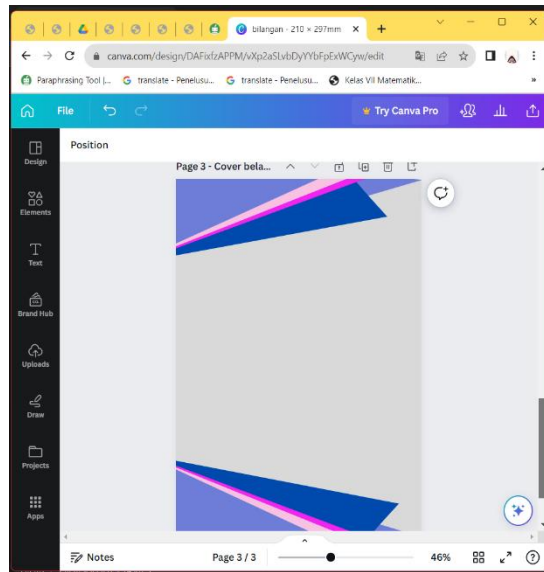 bilangan - 210 × 297mm
canva.com/design/DAFixfzAPPM/vXp2aSLvbDyYYbFpExWCyw/edit
Paraphrasing Tool |...
translate - Penelusu...
translate - Penelusu...
Kelas VII Matematik...
File
Try Canva Pro
Position
Design
Elements
Text
Brand Hub
Uploads
Draw
Projects
Apps
Page 3 - Cover bela...
Notes
Page 3 / 3
46%